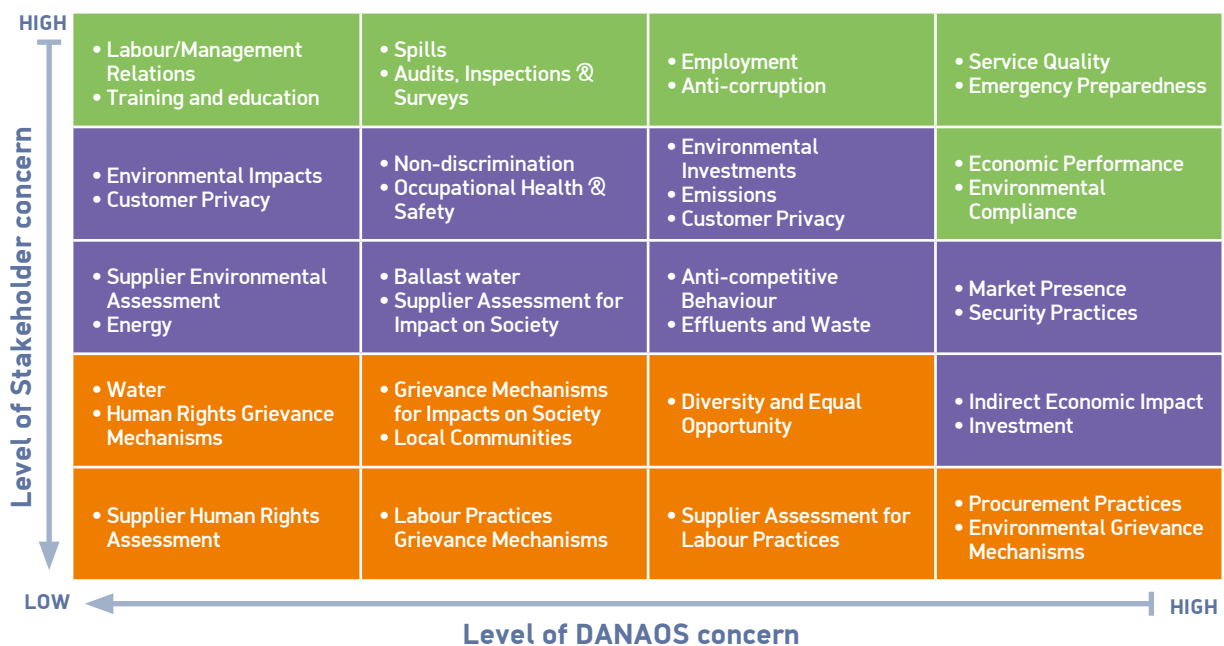 HIGH
Level of Stakeholder concern
• Labour/Management
Relations
• Training and education
• Spills
• Audits, Inspections &
Surveys
• Employment
• Anti-corruption
• Service Quality
• Emergency Preparedness
• Environmental Impacts
• Customer Privacy
• Non-discrimination
• Occupational Health &
Safety
• Environmental
Investments
• Emissions
• Customer Privacy
• Economic Performance
• Environmental
Compliance
• Supplier Environmental
Assessment
• Energy
• Ballast water
• Supplier Assessment for
Impact on Society
• Anti-competitive
Behaviour
• Effluents and Waste
• Market Presence
• Security Practices
• Water
• Human Rights Grievance
Mechanisms
• Grievance Mechanisms
for Impacts on Society
• Local Communities
• Diversity and Equal
Opportunity
• Indirect Economic Impact
• Investment
• Supplier Human Rights
Assessment
• Labour Practices
Grievance Mechanisms
• Supplier Assessment for
Labour Practices
• Procurement Practices
• Environmental Grievance
Mechanisms
LOW
HIGH
Level of DANAOS concern